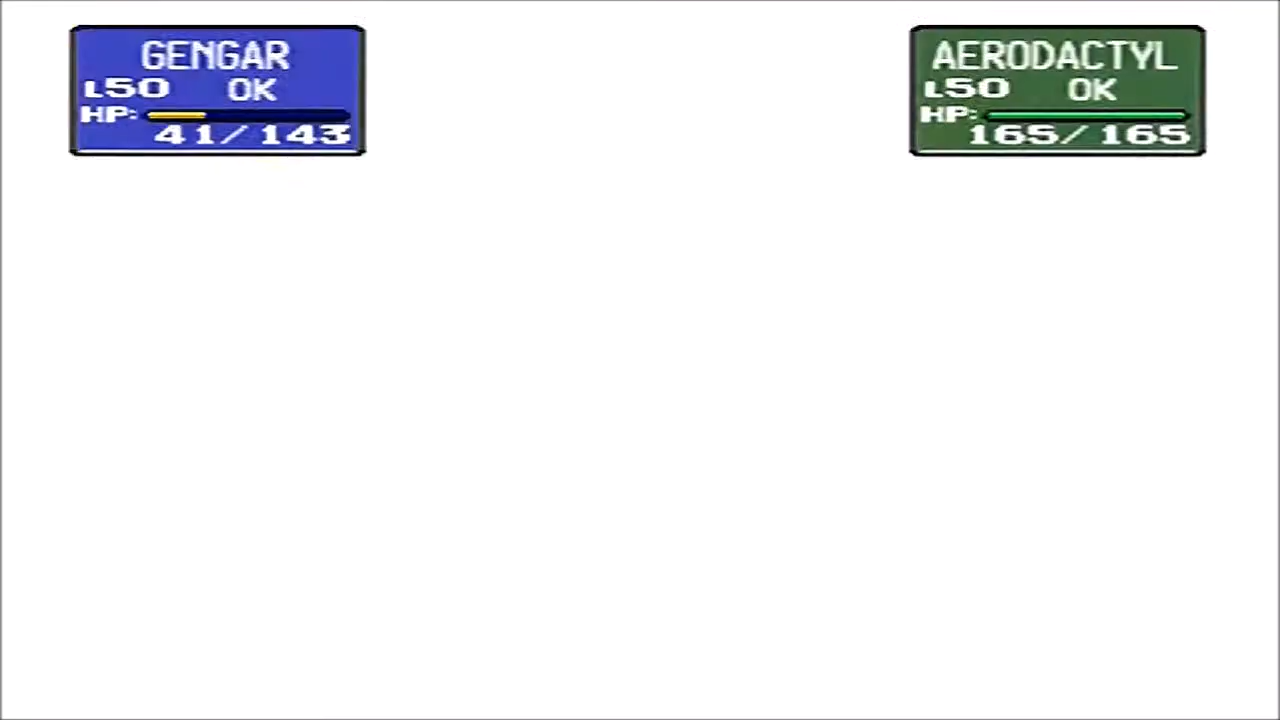 GENGAR
L50 OK
HP:
41/143
AERODACTYL
L50 OK
HP:
165/165